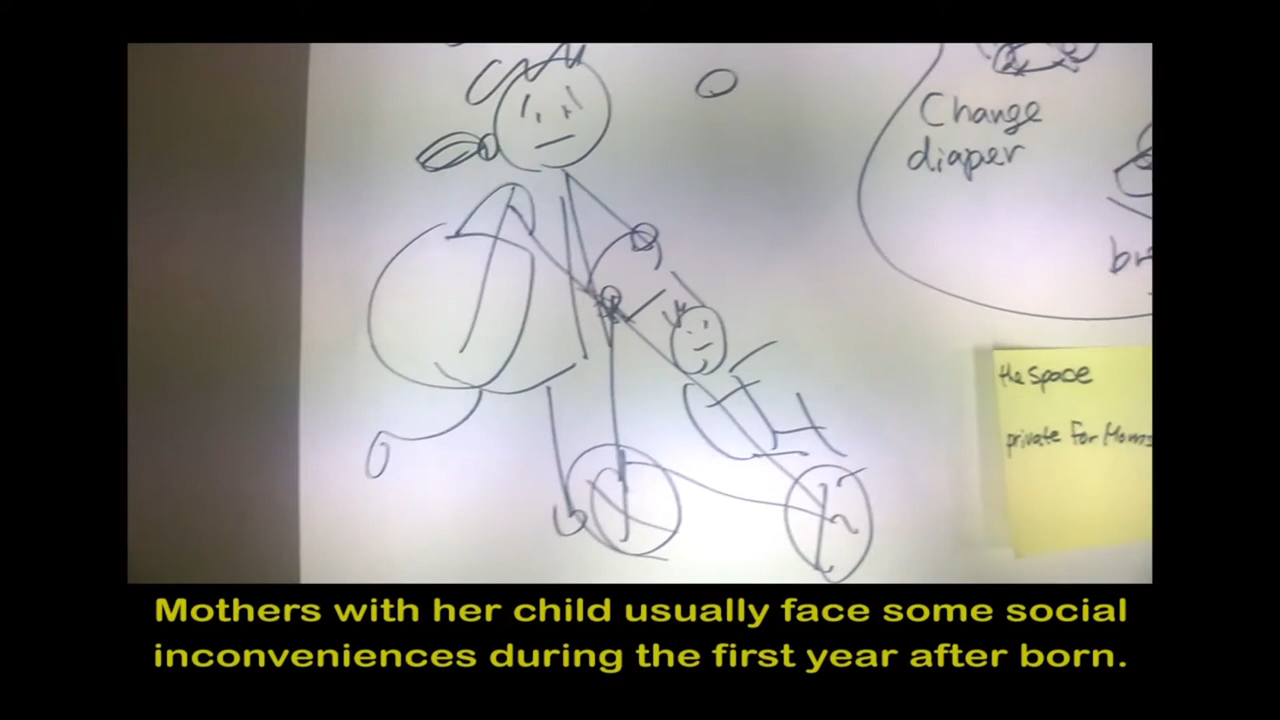 Change
diaper
the space
private for Moms
Mothers with her child usually face some social
inconveniences during the first year after born.